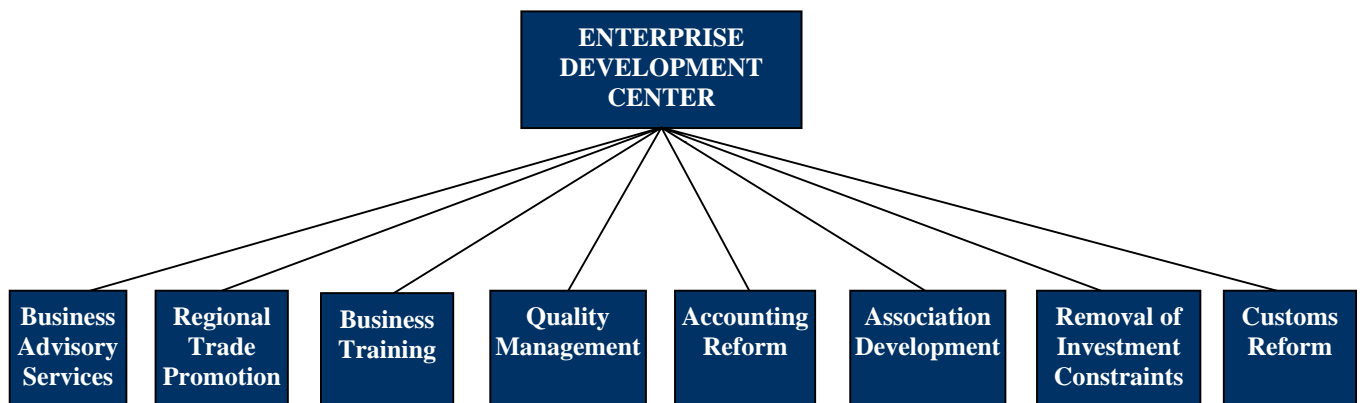 ENTERPRISE
DEVELOPMENT
CENTER
Business
Advisory
Services
Regional
Trade
Promotion
Business
Training
Quality
Management
Accounting
Reform
Association
Development
Removal of
Investment
Constraints
Customs
Reform